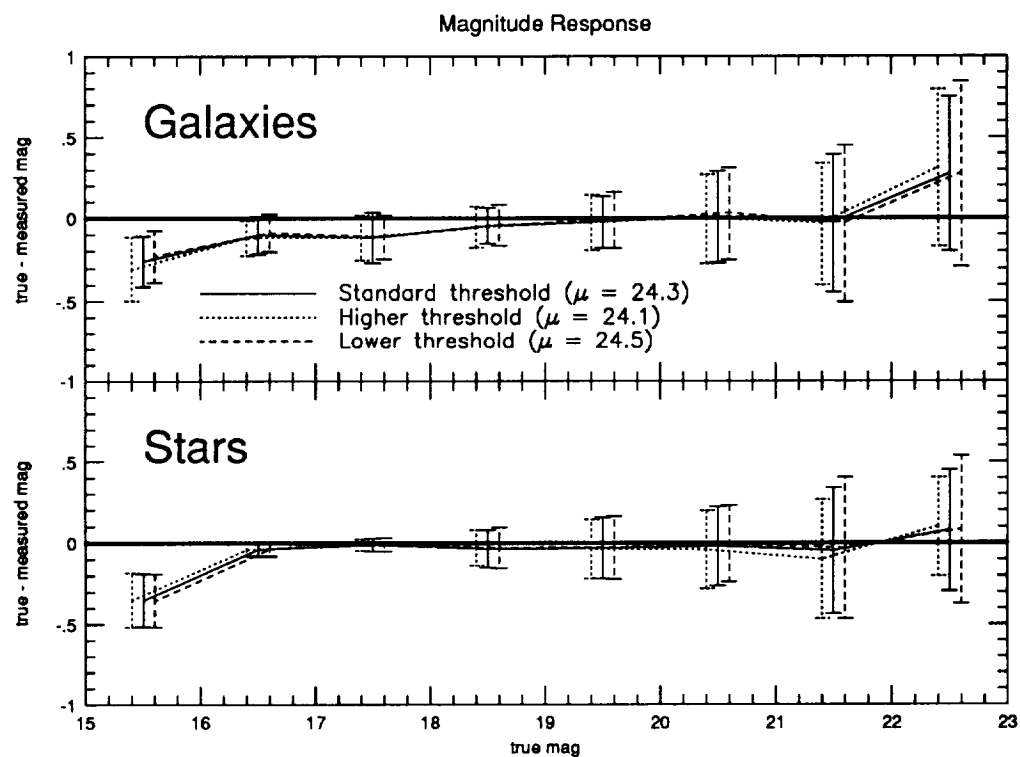 Magnitude Response
1
Galaxies
.5
true - measured mag
0
-.5
Standard threshold (μ = 24.3)
Higher threshold (μ = 24.1)
Lower threshold (μ = 24.5)
-1
Stars
.5
true - measured mag
0
-.5
-1
15 16 17 18 19 20 21 22 23
true mag